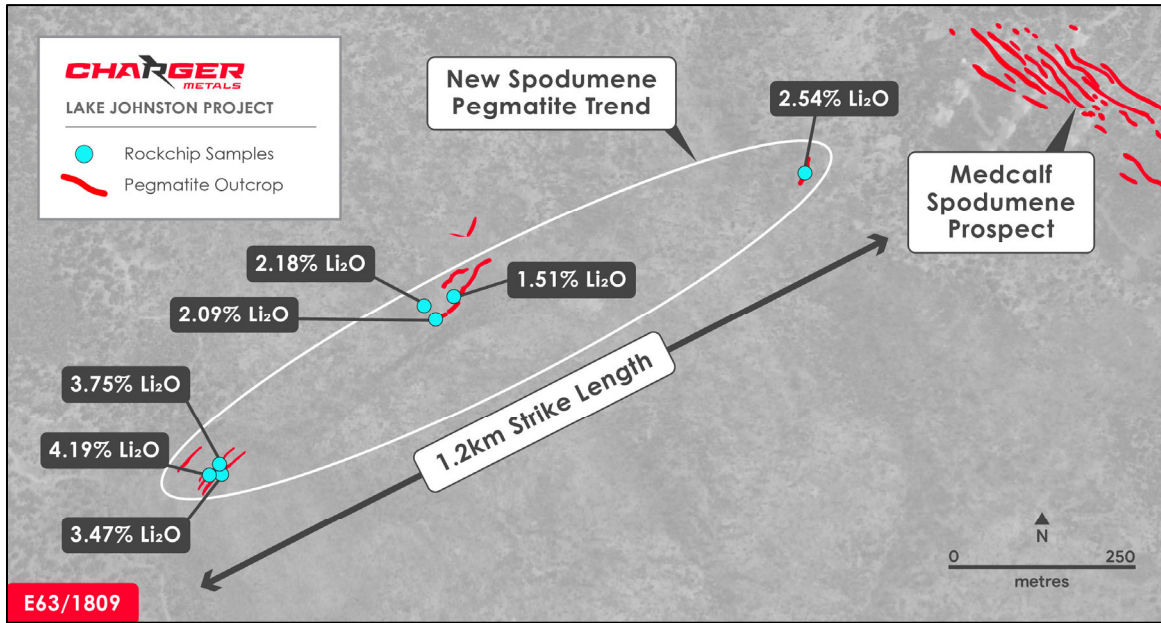 CHARGER
METALS
LAKE JOHNSTON PROJECT
Rockchip Samples
Pegmatite Outcrop
New Spodumene
Pegmatite Trend
2.54% Li₂O
Medcalf
Spodumene
Prospect
2.18% Li₂O
1.51% Li₂O
2.09% Li₂O
3.75% Li₂O
4.19% Li₂O
3.47% Li₂O
1.2km Strike Length
N
0 250
metres
E63/1809